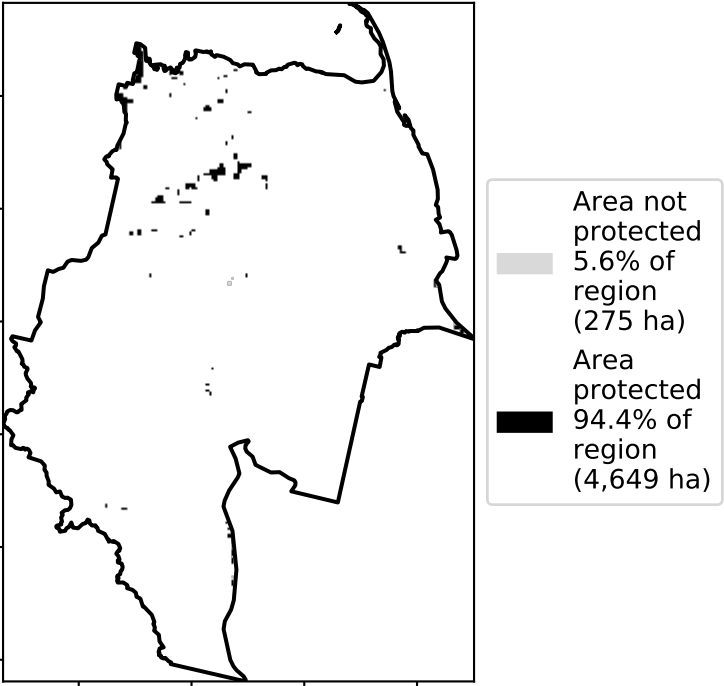 Area not
protected
5.6% of
region
(275 ha)
Area
protected
94.4% of
region
(4,649 ha)